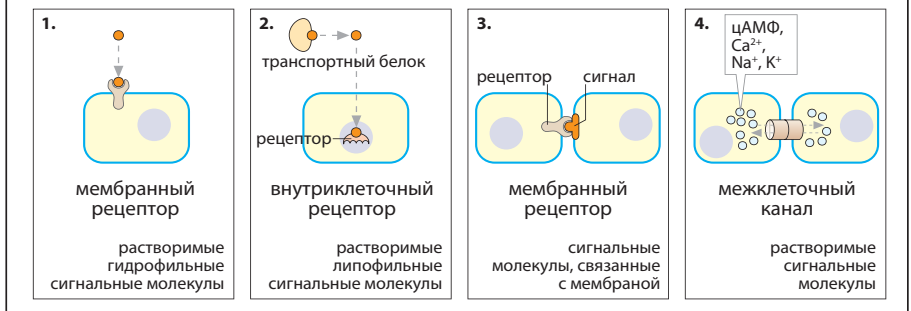 1.
мембранный
рецептор
растворимые
гидрофильные
сигнальные молекулы
2.
транспортный белок
рецептор
внутриклеточный
рецептор
растворимые
липофильные
сигнальные молекулы
3.
рецептор
сигнал
мембранный
рецептор
сигнальные
молекулы, связанные
с мембраной
4.
цАМФ,
Ca²⁺,
Na⁺, K⁺
межклеточный
канал
растворимые
сигнальные
молекулы